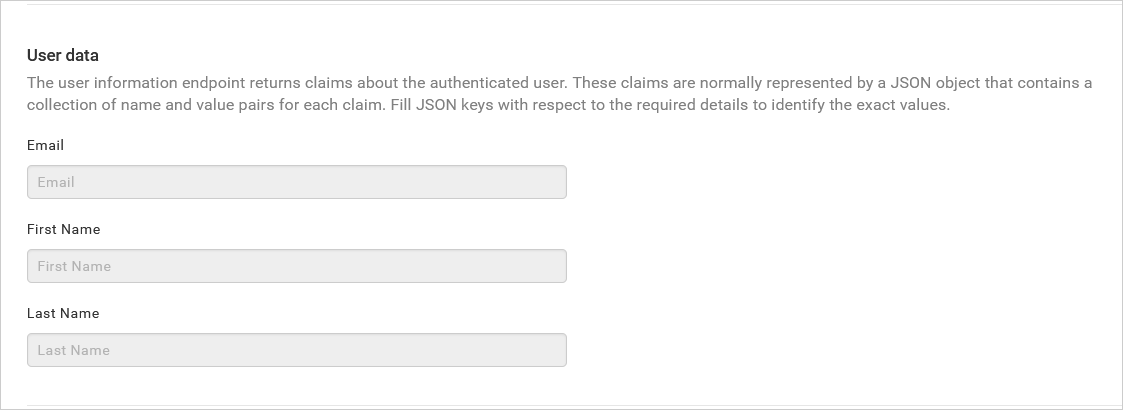 User data
The user information endpoint returns claims about the authenticated user. These claims are normally represented by a JSON object that contains a
collection of name and value pairs for each claim. Fill JSON keys with respect to the required details to identify the exact values.
Email
Email
First Name
First Name
Last Name
Last Name